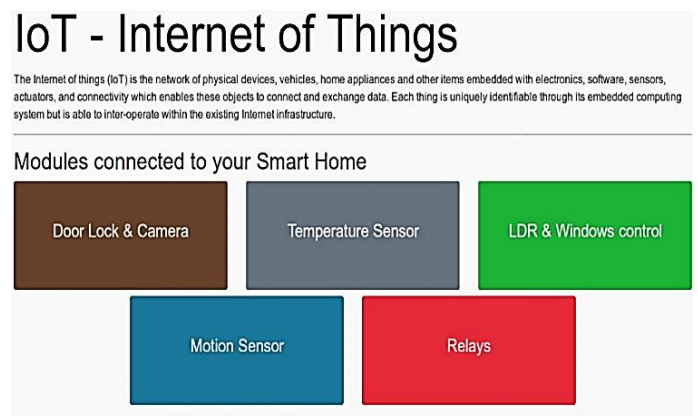 IoT - Internet of Things
The Internet of things (IoT) is the network of physical devices, vehicles, home appliances and other items embedded with electronics, software, sensors,
actuators, and connectivity which enables these objects to connect and exchange data. Each thing is uniquely identifiable through its embedded computing
system but is able to inter-operate within the existing Internet infrastructure.
Modules connected to your Smart Home
Door Lock & Camera
Temperature Sensor
LDR & Windows control
Motion Sensor
Relays